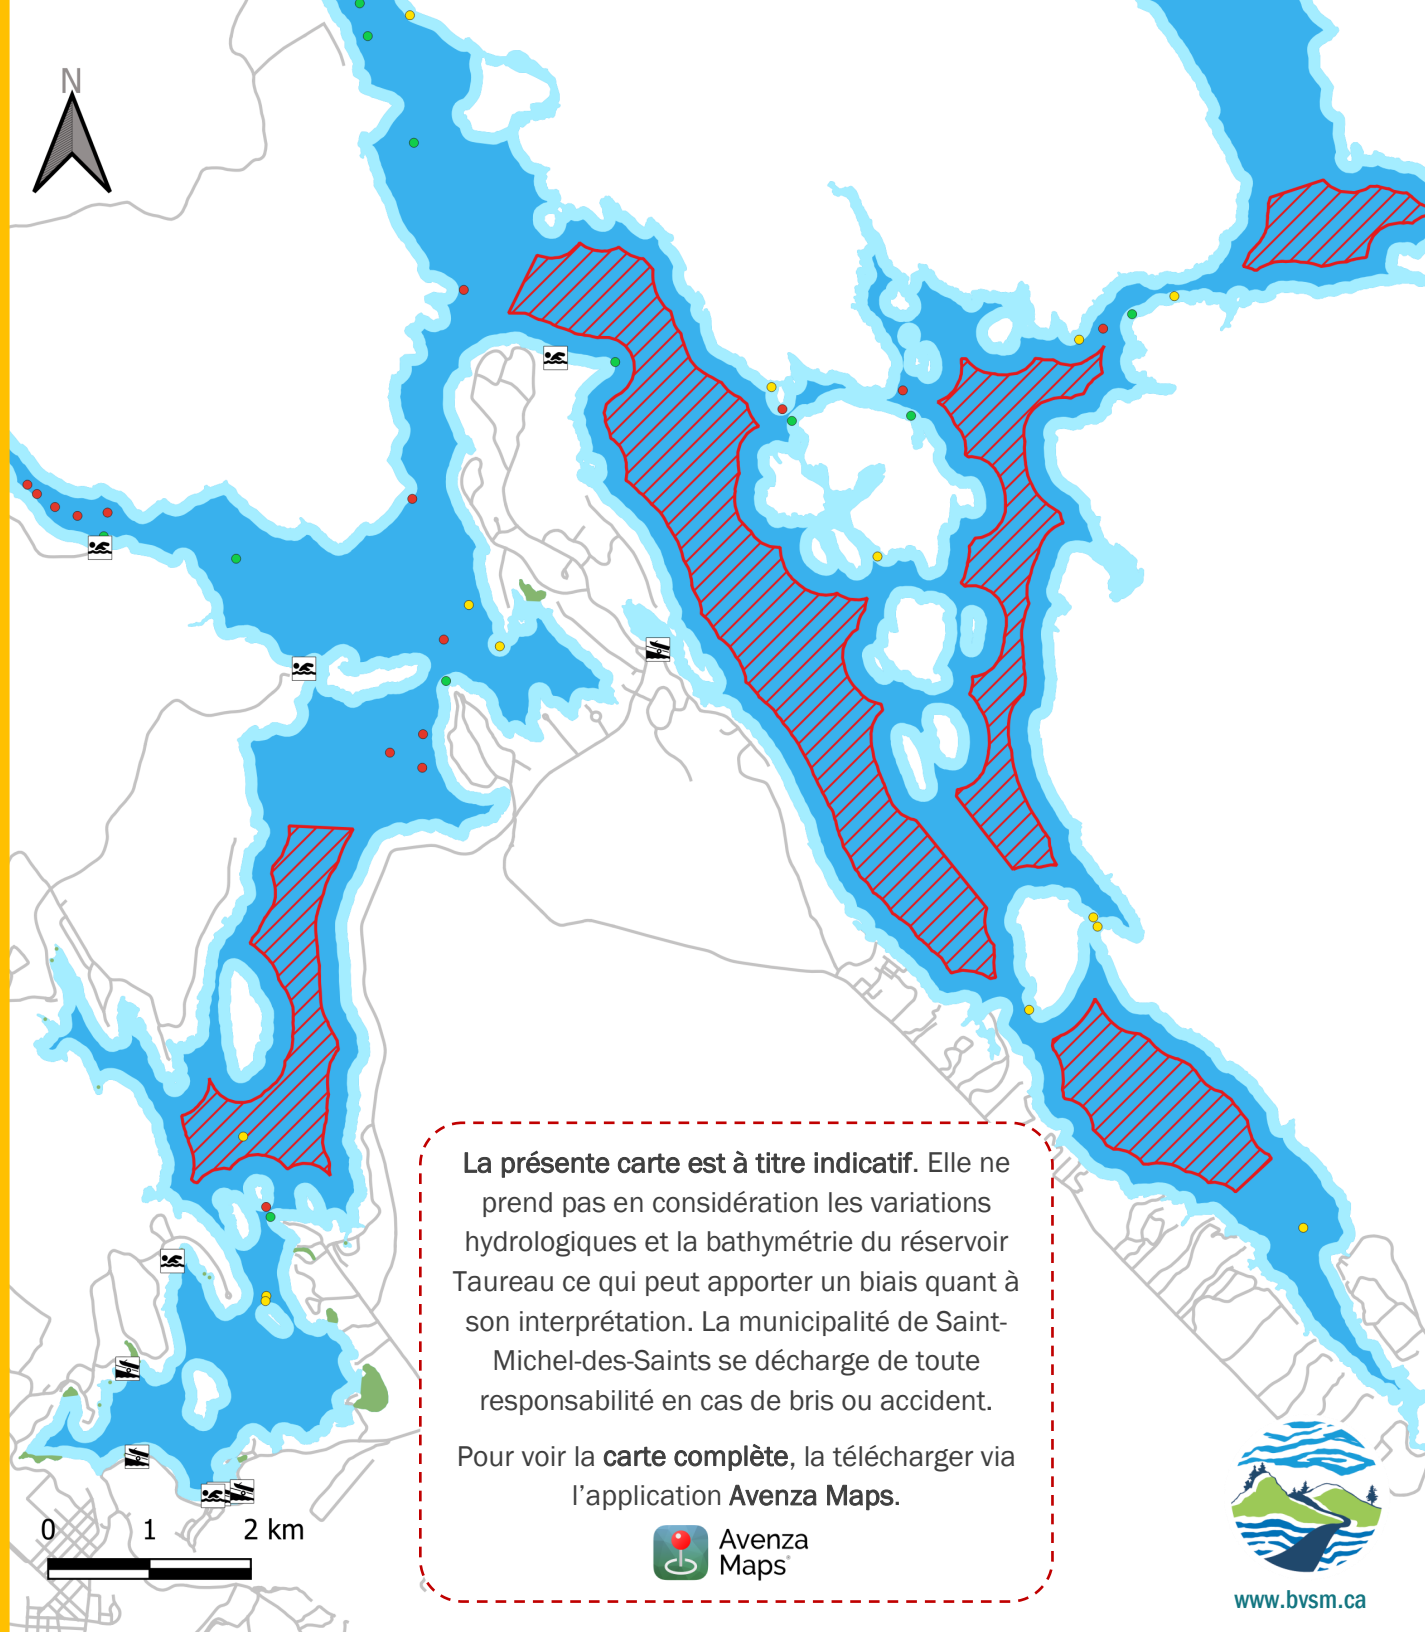 N
La présente carte est à titre indicatif. Elle ne
prend pas en considération les variations
hydrologiques et la bathymétrie du réservoir
Taureau ce qui peut apporter un biais quant à
son interprétation. La municipalité de Saint-
Michel-des-Saints se décharge de toute
responsabilité en cas de bris ou accident.
Pour voir la carte complète, la télécharger via
l'application Avenza Maps.
Avenza
Maps
0 1 2 km
www.bvsm.ca